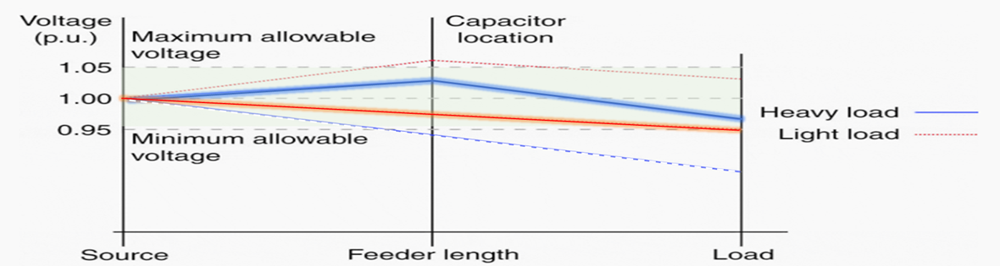 Voltage
(p.u.)
Capacitor
location
Maximum allowable
voltage
1.05
1.00
0.95
Minimum allowable
voltage
Heavy load
Light load
Source
Feeder length
Load